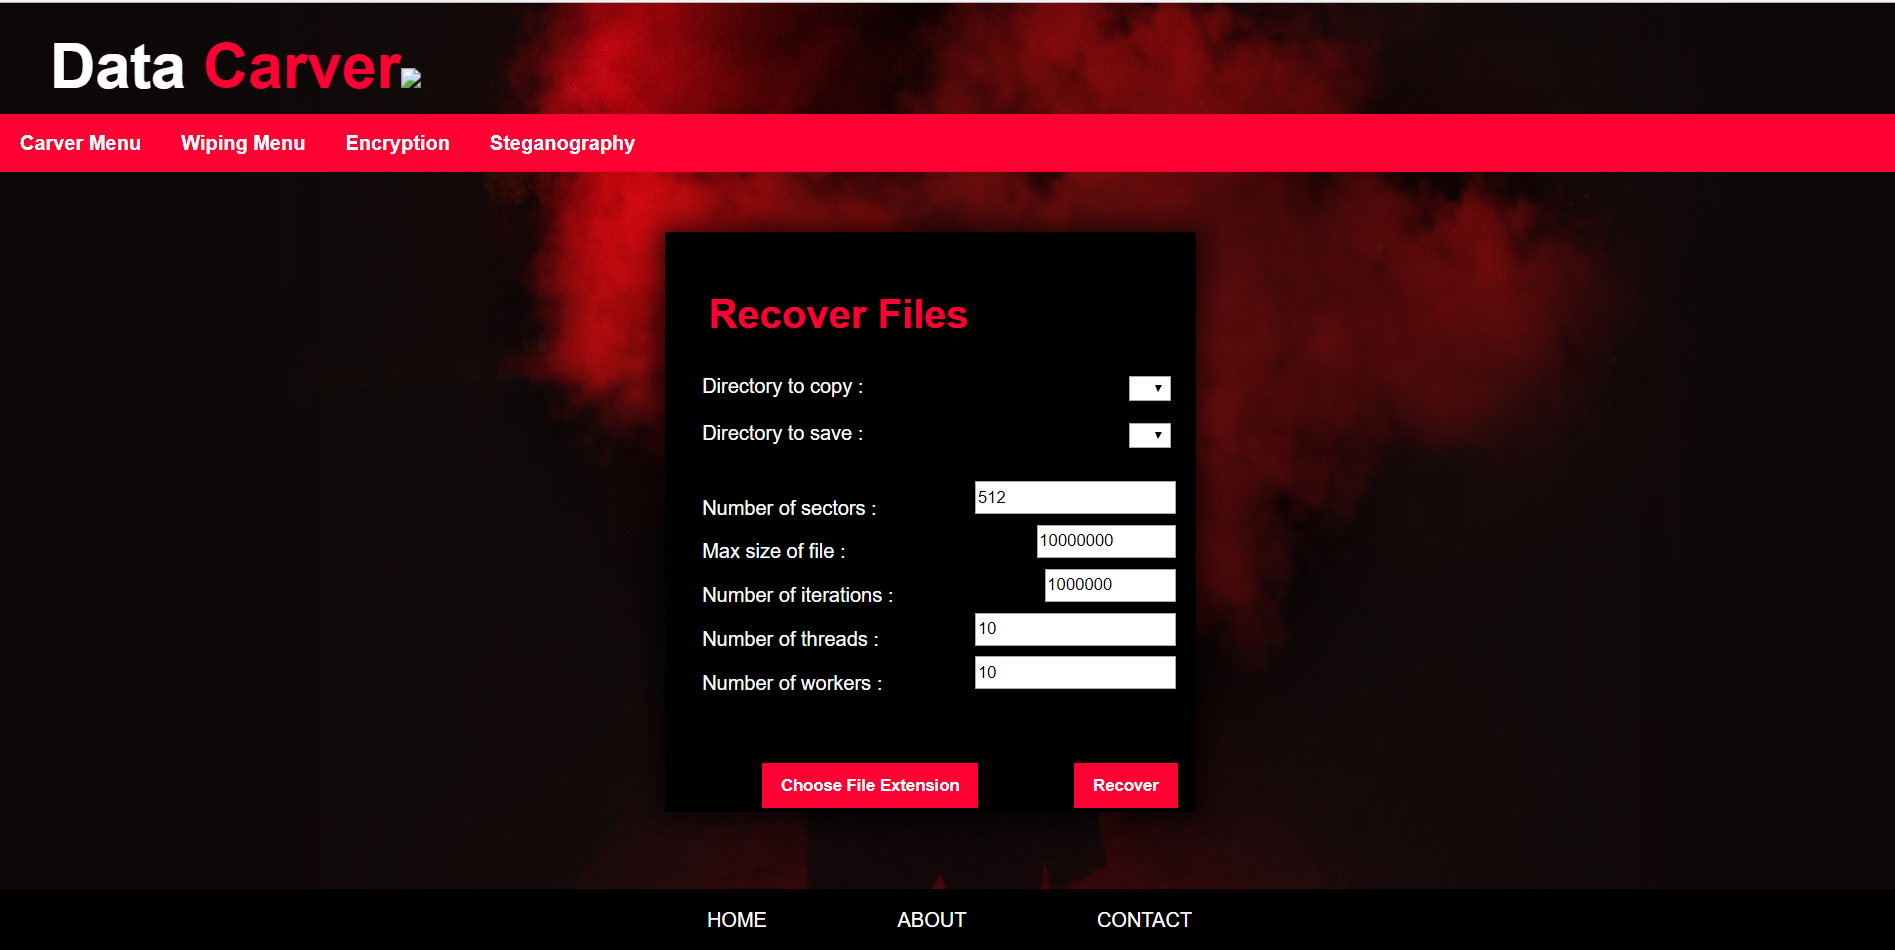 Data Carver
Carver Menu Wiping Menu Encryption Steganography
Recover Files
Directory to copy :
Directory to save :
Number of sectors : 512
Max size of file : 10000000
Number of iterations : 1000000
Number of threads : 10
Number of workers : 10
Choose File Extension Recover
HOME ABOUT CONTACT